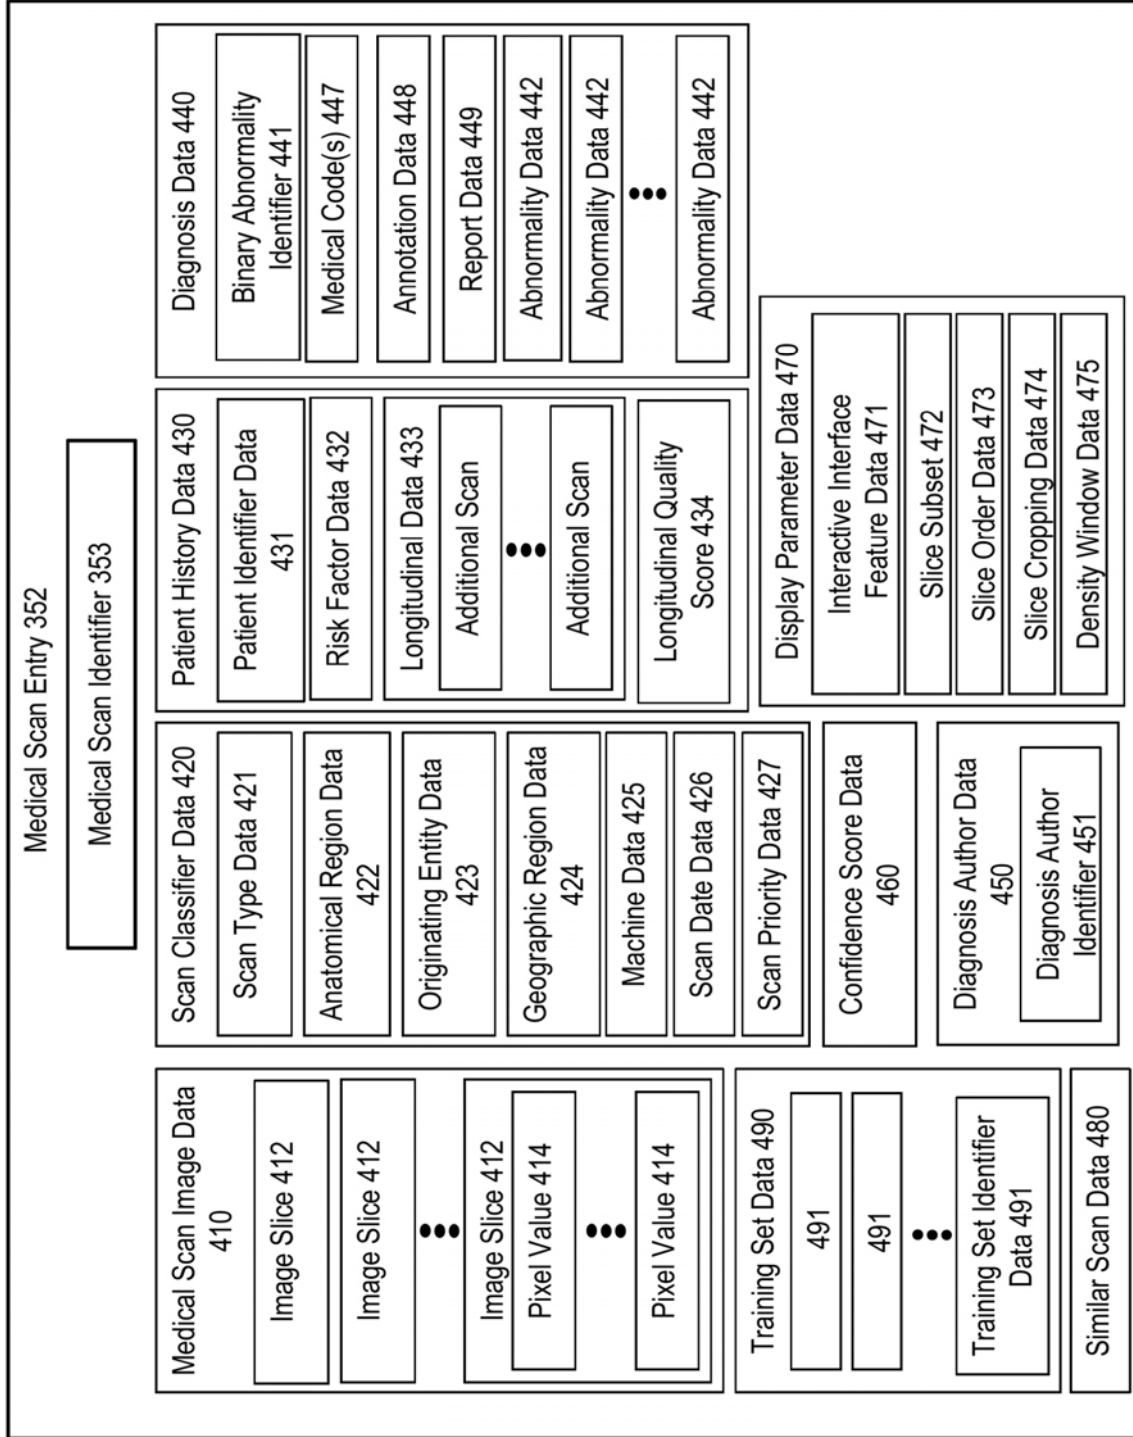 Medical Scan Entry 352
Medical Scan Identifier 353
Medical Scan Image Data
410
Image Slice 412
Image Slice 412
Image Slice 412
Pixel Value 414
Pixel Value 414
Training Set Data 490
491
491
Training Set Identifier
Data 491
Similar Scan Data 480
Scan Classifier Data 420
Scan Type Data 421
Anatomical Region Data
422
Originating Entity Data
423
Geographic Region Data
424
Machine Data 425
Scan Date Data 426
Scan Priority Data 427
Confidence Score Data
460
Diagnosis Author Data
450
Diagnosis Author
Identifier 451
Patient History Data 430
Patient Identifier Data
431
Risk Factor Data 432
Longitudinal Data 433
Additional Scan
Additional Scan
Longitudinal Quality
Score 434
Diagnosis Data 440
Binary Abnormality
Identifier 441
Medical Code(s) 447
Annotation Data 448
Report Data 449
Abnormality Data 442
Abnormality Data 442
Abnormality Data 442
Display Parameter Data 470
Interactive Interface
Feature Data 471
Slice Subset 472
Slice Order Data 473
Slice Cropping Data 474
Density Window Data 475